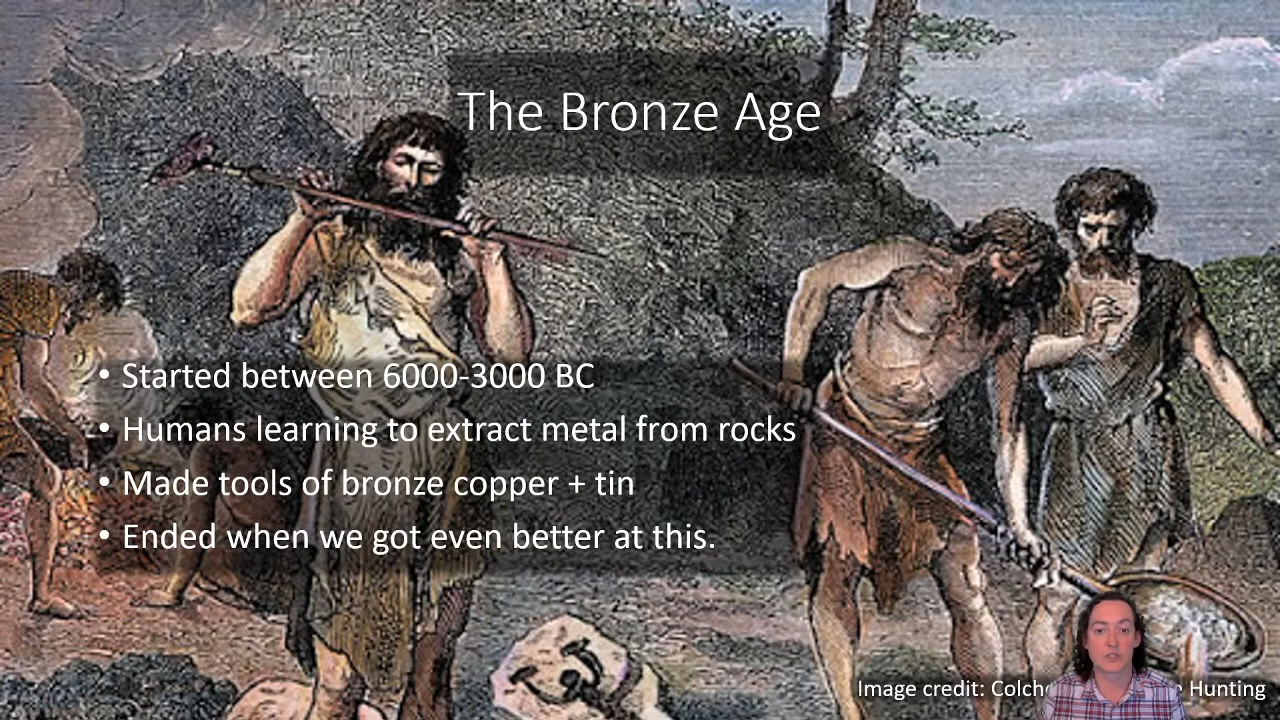 The Bronze Age
• Started between 6000-3000 BC
• Humans learning to extract metal from rocks
• Made tools of bronze copper + tin
• Ended when we got even better at this.
Image credit: Hunting